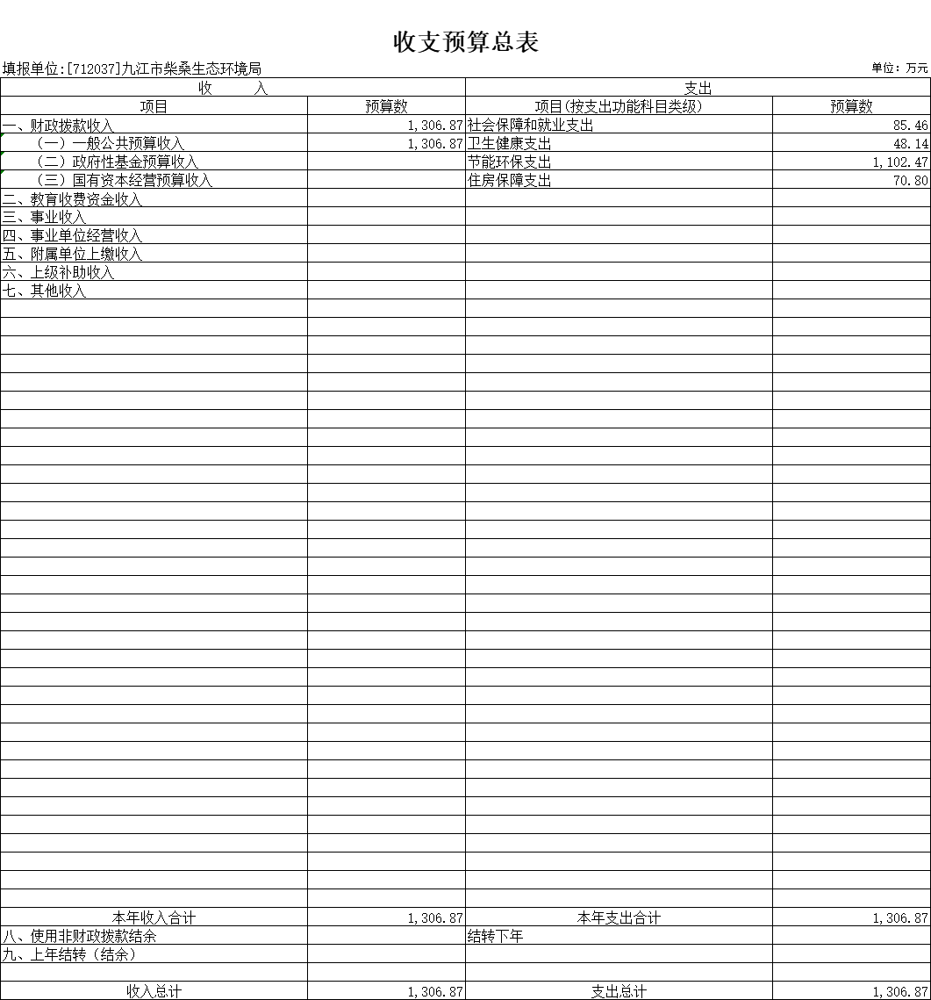 收支预算总表
填报单位:[712037]九江市柴桑生态环境局 单位：万元
收 入 支出
项目 预算数 项目(按支出功能科目类级) 预算数
一、财政拨款收入 1,306.87 社会保障和就业支出 85.46
（一）一般公共预算收入 1,306.87 卫生健康支出 48.14
（二）政府性基金预算收入 节能环保支出 1,102.47
（三）国有资本经营预算收入 住房保障支出 70.80
二、教育收费资金收入
三、事业收入
四、事业单位经营收入
五、附属单位上缴收入
六、上级补助收入
七、其他收入
本年收入合计 1,306.87 本年支出合计 1,306.87
八、使用非财政拨款结余 结转下年
九、上年结转（结余）
收入总计 1,306.87 支出总计 1,306.87